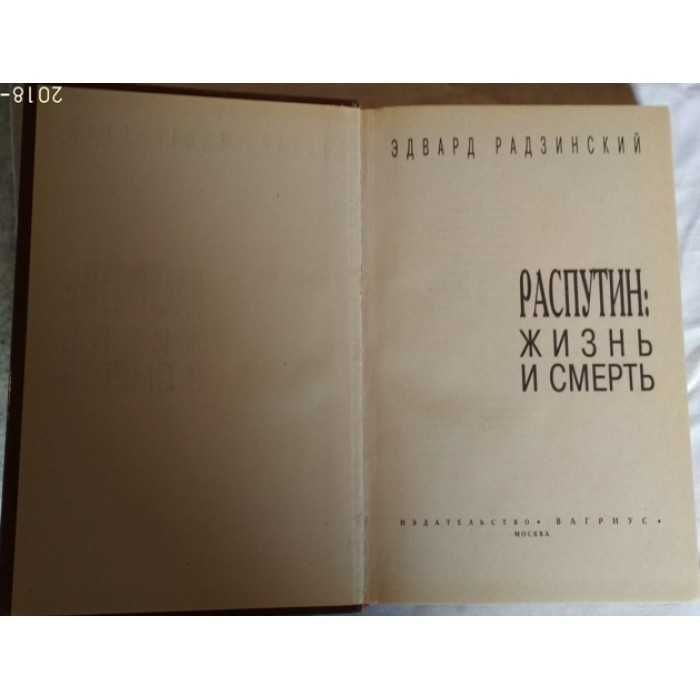 2018-
ЭДВАРД РАДЗИНСКИЙ
РАСПУТИН:
ЖИЗНЬ
И СМЕРТЬ
ИЗДАТЕЛЬСТВО • ВАГРИУС •
МОСКВА